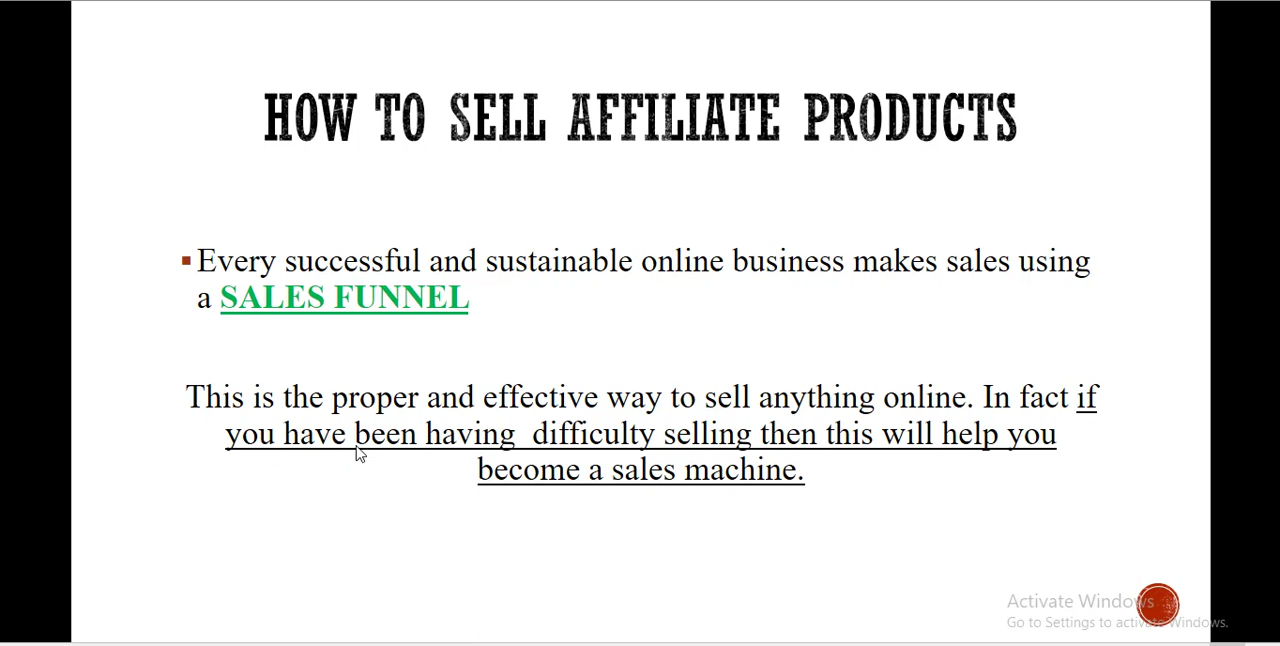 HOW TO SELL AFFILIATE PRODUCTS
Every successful and sustainable online business makes sales using
a SALES FUNNEL
This is the proper and effective way to sell anything online. In fact if
you have been having  difficulty selling then this will help you
become a sales machine.
Activate Windows
Go to Settings to activate Windows.